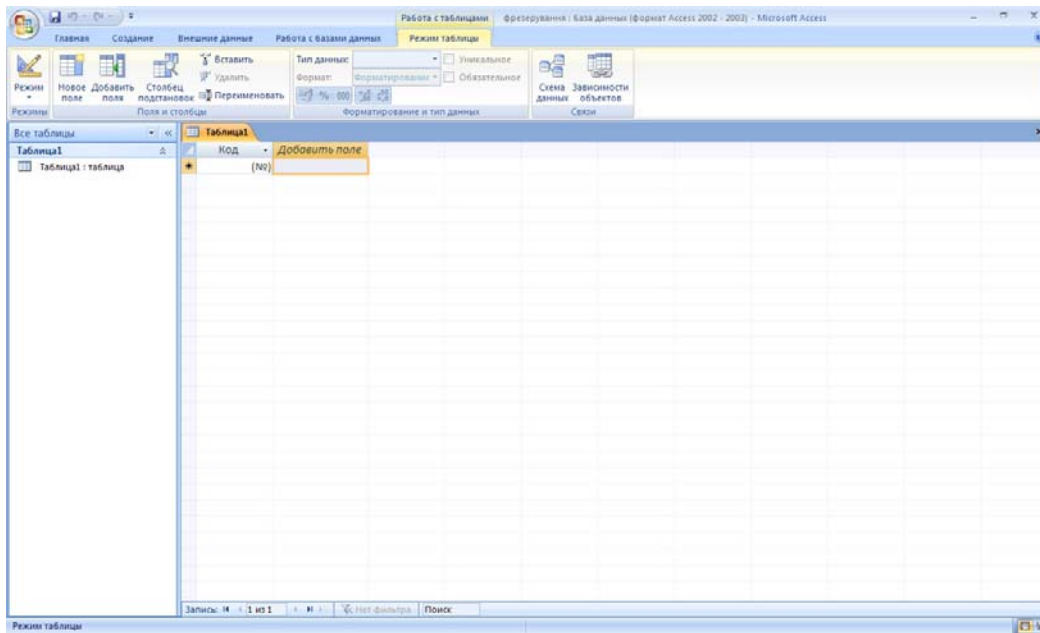 Работа с таблицами фрезерування : база данных (формат Access 2002 - 2003) - Microsoft Access
Главная Создание Внешние данные Работа с базами данных Режим таблицы
Режим
Новое поле
Добавить поля
Столбец подстановок
Вставить
Удалить
Переименовать
Тип данных:
Формат: Форматирование
% 000
Уникальное
Обязательное
Схема данных
Зависимости объектов
Режимы Поля и столбцы Форматирование и тип данных Связи
Все таблицы
Таблица1
Таблица1 : таблица
Таблица1
Код Добавить поле
(№)
Запись: 1 из 1 Нет фильтра Поиск
Режим таблицы